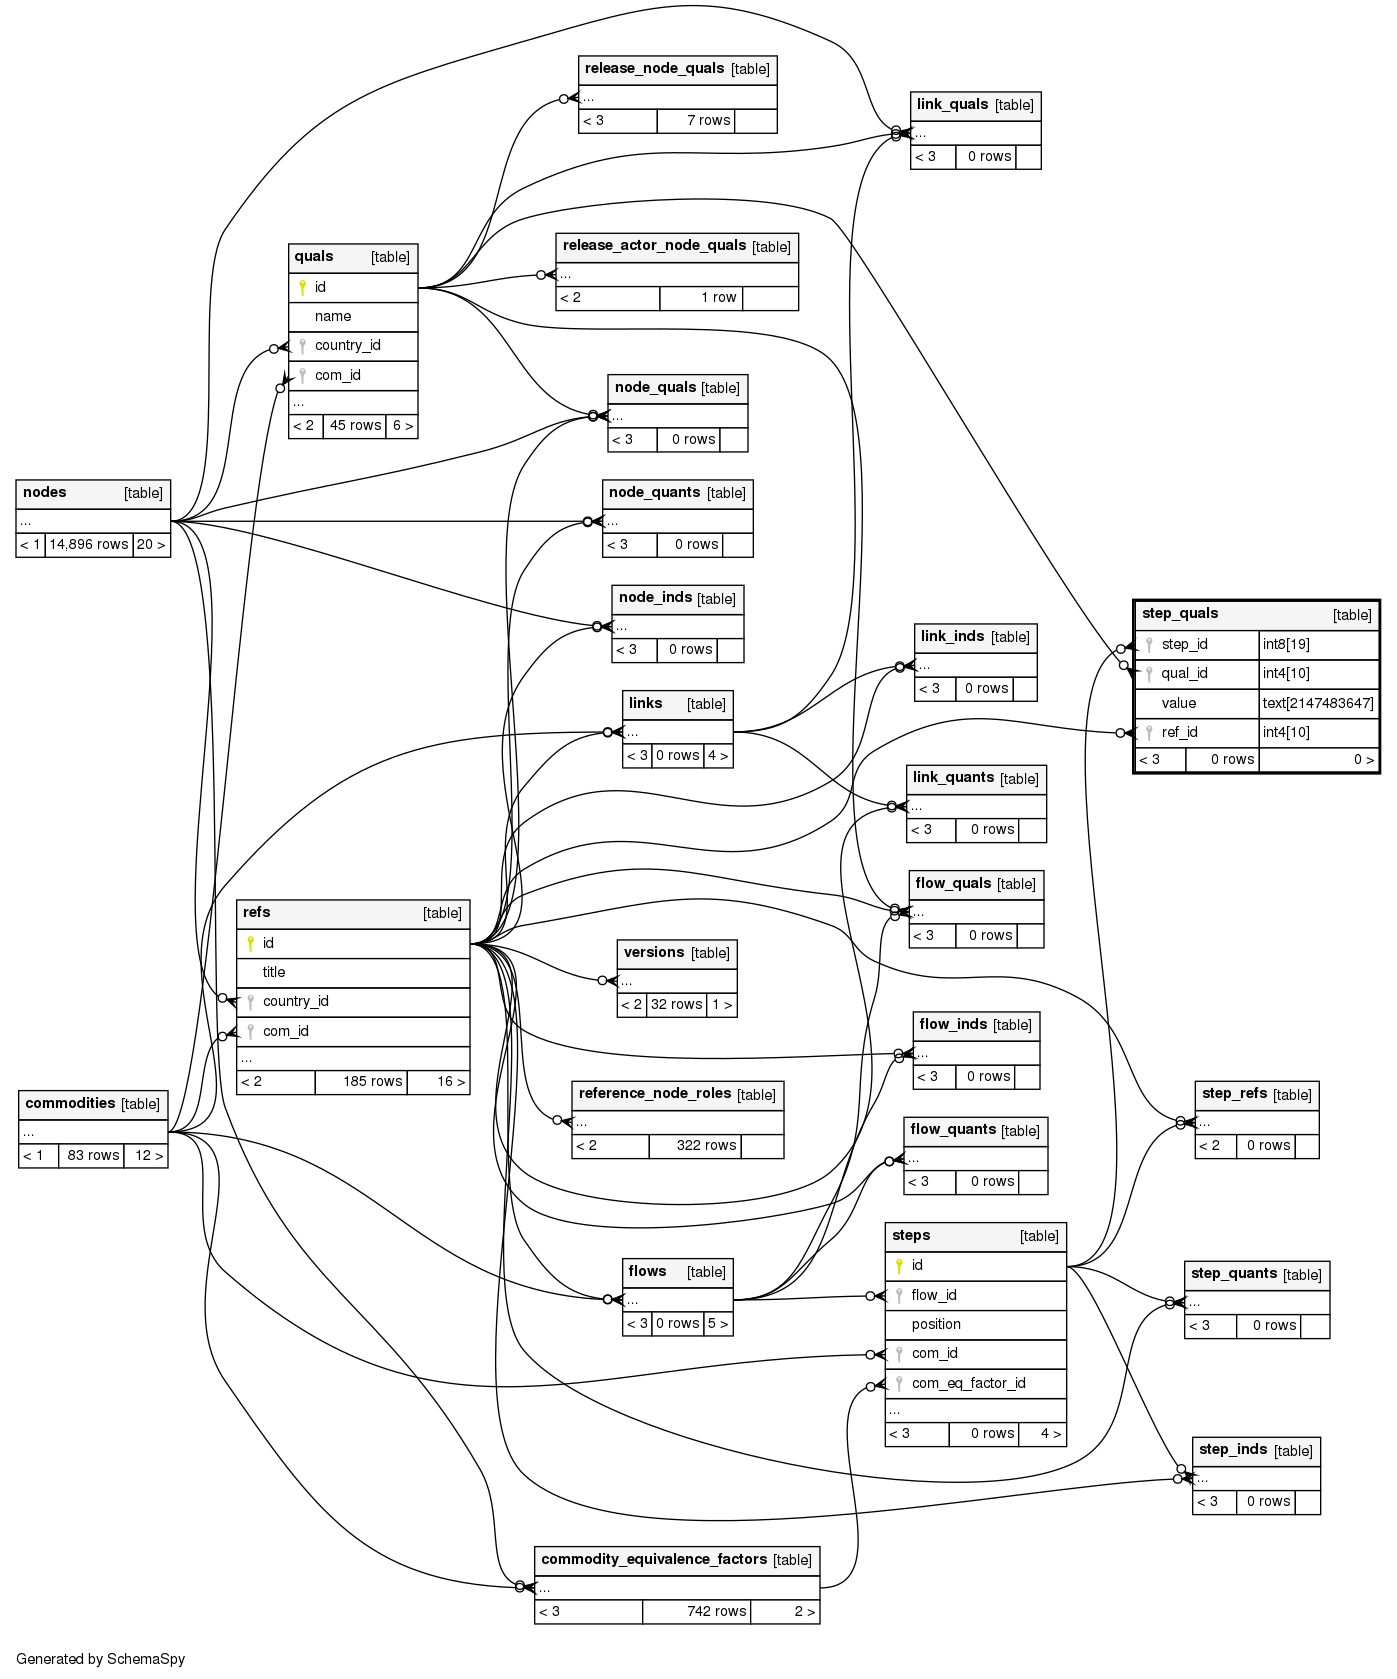 release_node_quals [table]
...
< 3 7 rows
link_quals [table]
...
< 3 0 rows
quals [table]
id
name
country_id
com_id
...
< 2 45 rows 6 >
release_actor_node_quals [table]
...
< 2 1 row
node_quals [table]
...
< 3 0 rows
nodes [table]
...
< 1 14,896 rows 20 >
node_quants [table]
...
< 3 0 rows
node_inds [table]
...
< 3 0 rows
step_quals [table]
step_id int8[19]
qual_id int4[10]
value text[2147483647]
ref_id int4[10]
< 3 0 rows 0 >
link_inds [table]
...
< 3 0 rows
links [table]
...
< 3 0 rows 4 >
link_quants [table]
...
< 3 0 rows
flow_quals [table]
...
< 3 0 rows
refs [table]
id
title
country_id
com_id
...
< 2 185 rows 16 >
versions [table]
...
< 2 32 rows 1 >
flow_inds [table]
...
< 3 0 rows
commodities [table]
...
< 1 83 rows 12 >
reference_node_roles [table]
...
< 2 322 rows
step_refs [table]
...
< 2 0 rows
flow_quants [table]
...
< 3 0 rows
steps [table]
id
flow_id
position
com_id
com_eq_factor_id
...
< 3 0 rows 4 >
flows [table]
...
< 3 0 rows 5 >
step_quants [table]
...
< 3 0 rows
step_inds [table]
...
< 3 0 rows
commodity_equivalence_factors [table]
...
< 3 742 rows 2 >
Generated by SchemaSpy